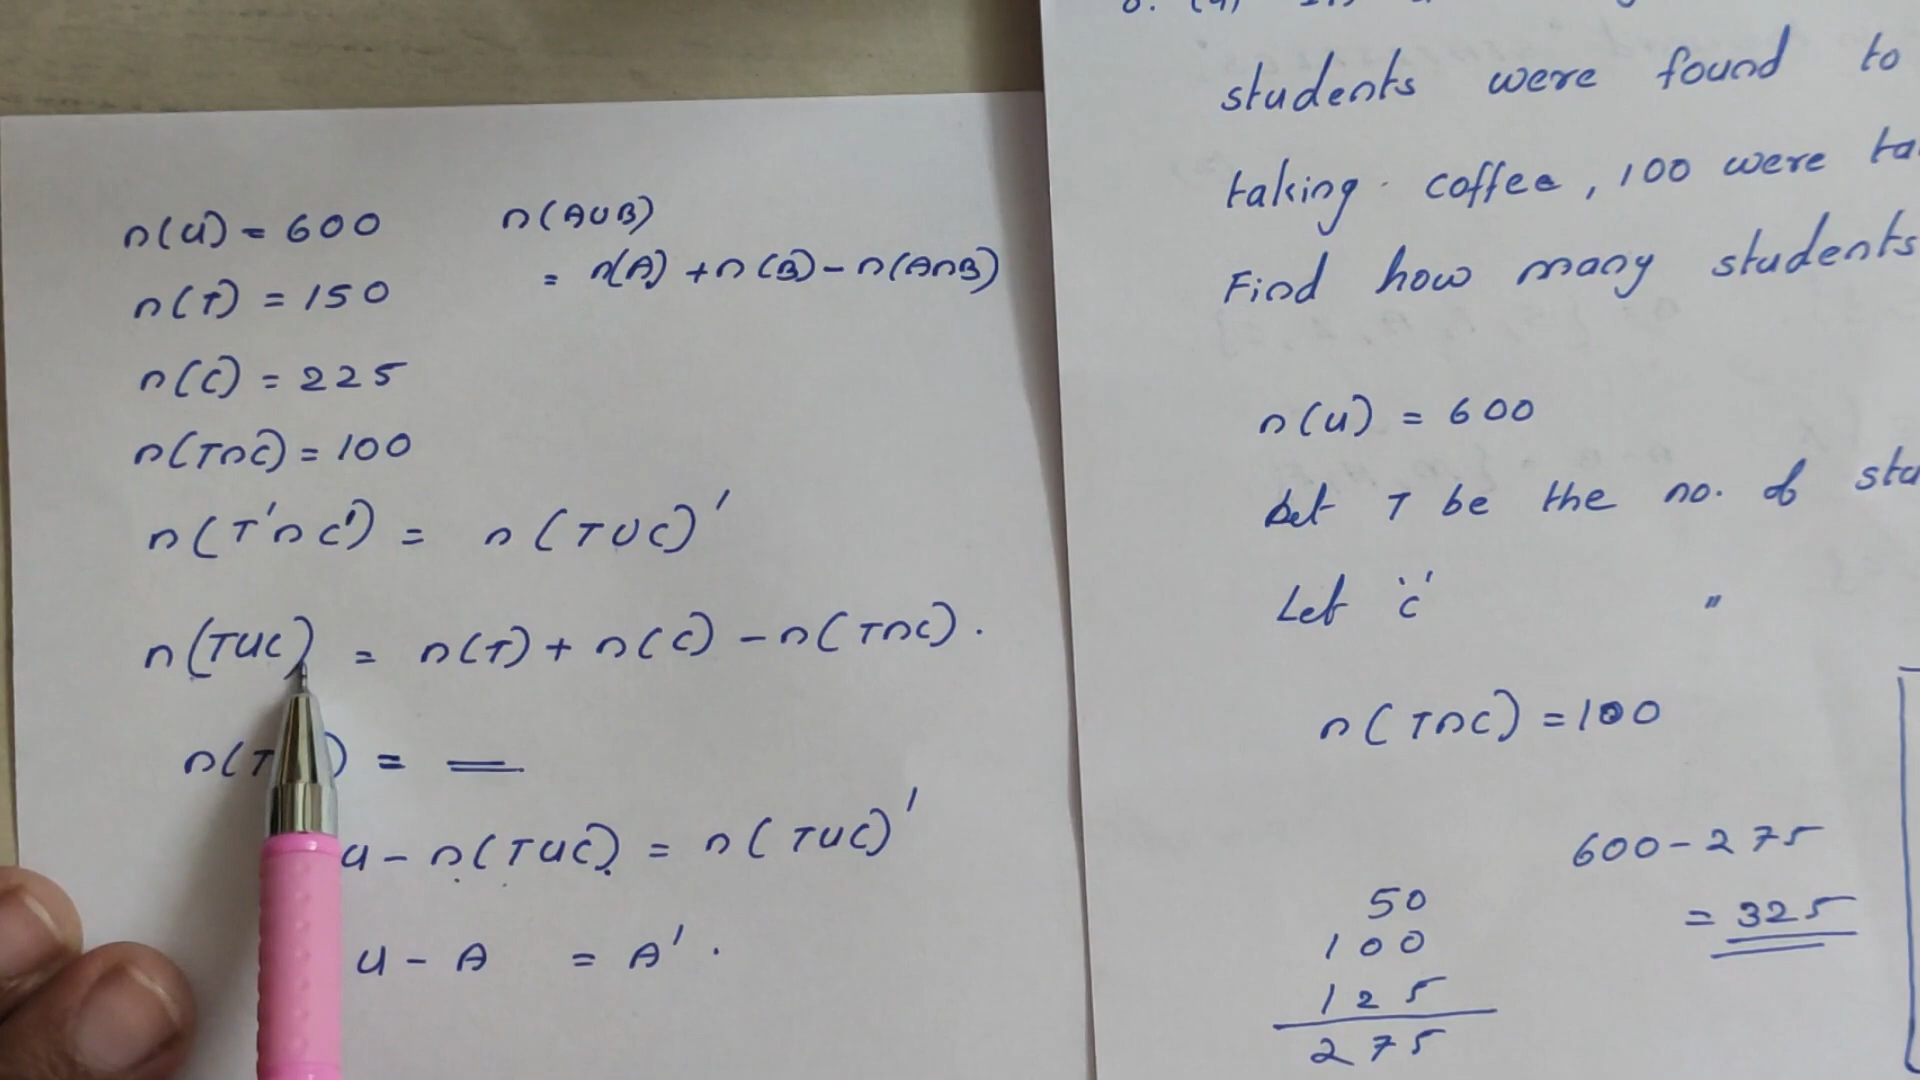 n(U) = 600
n(T) = 150
n(C) = 225
n(T∩C) = 100
n(A∪B)
= n(A) + n(B) - n(A∩B)
n(T'∩C') = n(T∪C)'
n(T∪C) = n(T) + n(C) - n(T∩C).
n(T ) = —
U - n(T∪C) = n(T∪C)'
U - A = A'.
students were found to
taking coffee, 100 were
Find how many students
n(U) = 600
Let T be the no. of
Let 'C' "
n(T∩C) = 100
50
100
125
275
600 - 275
= 325